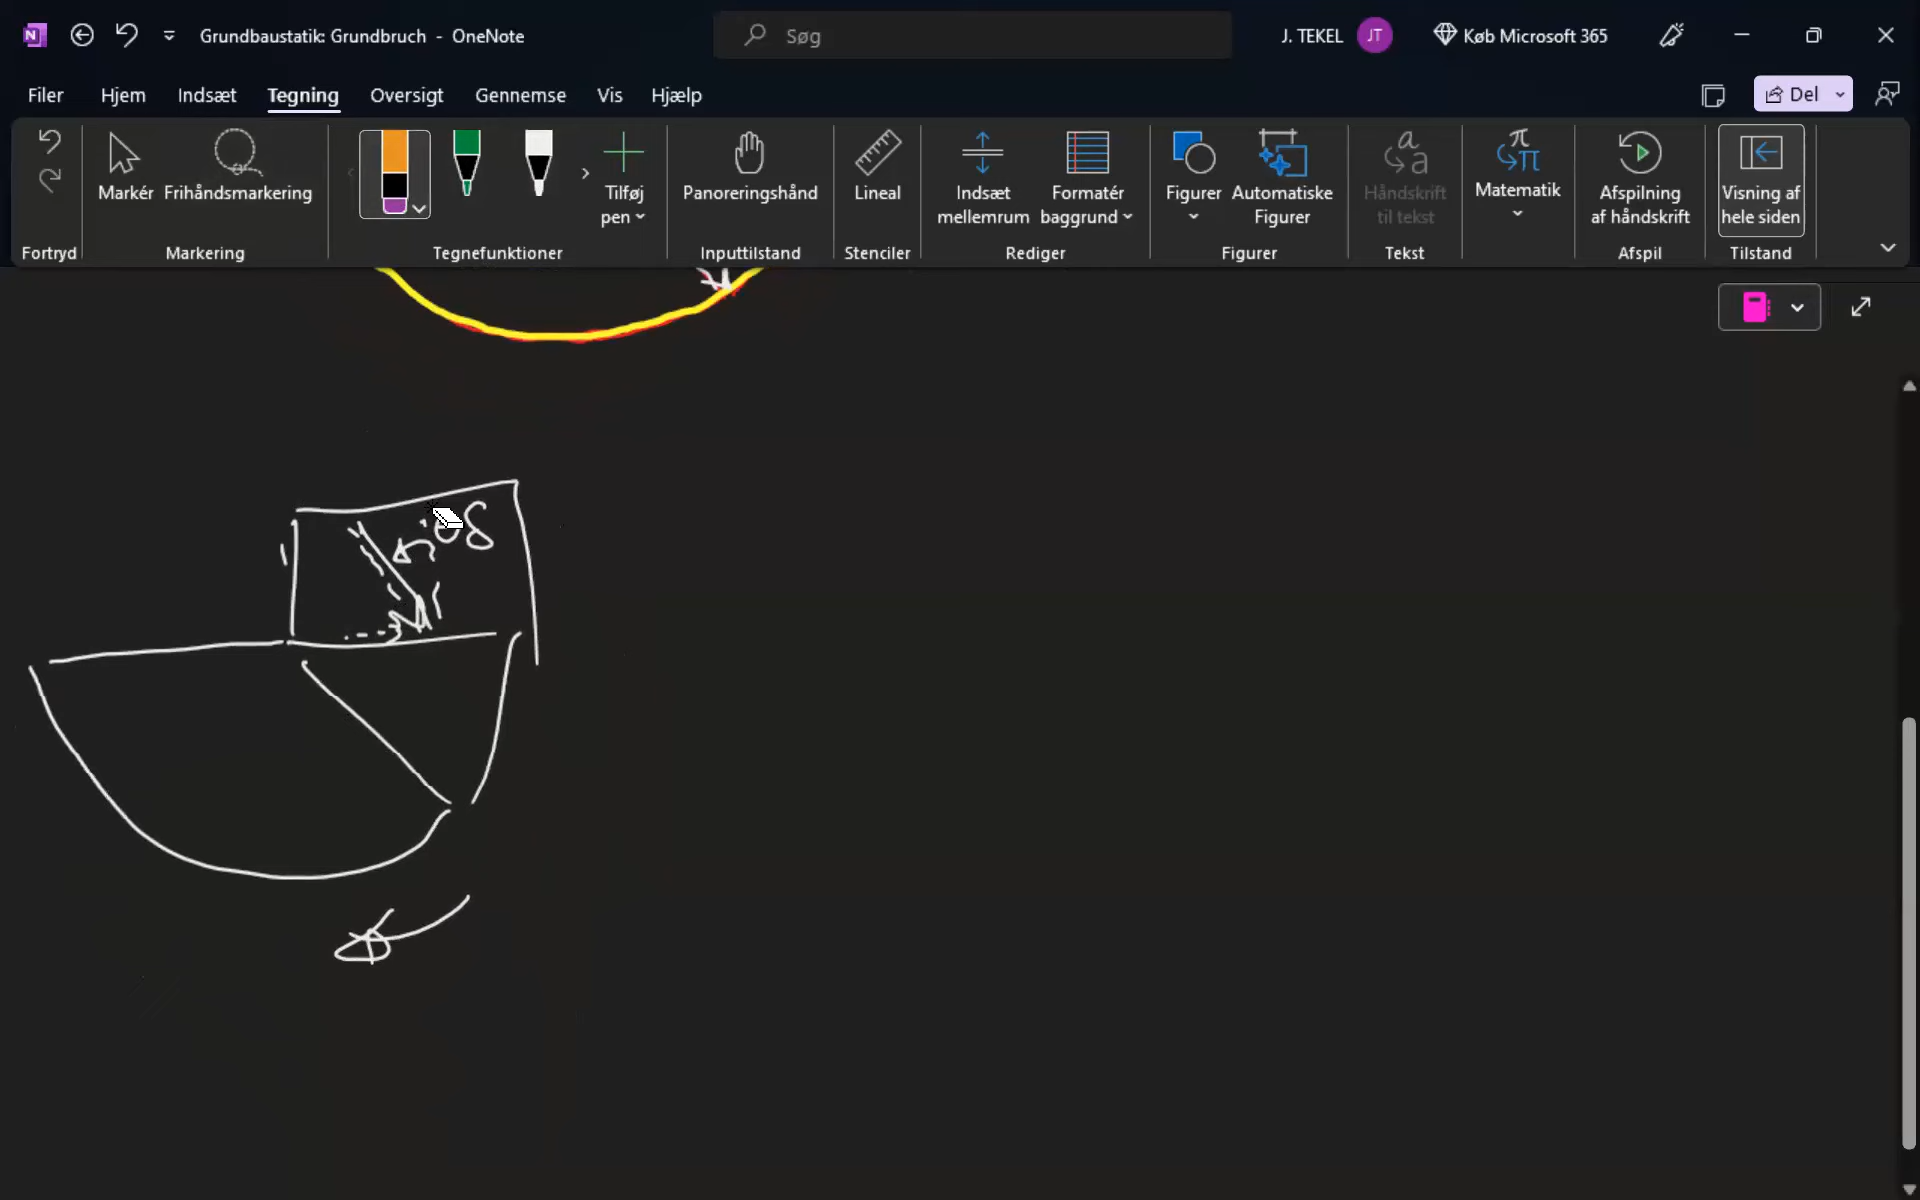 Grundbaustatik: Grundbruch - OneNote
Søg
J. TEKEL
JT
Køb Microsoft 365
Filer
Hjem
Indsæt
Tegning
Oversigt
Gennemse
Vis
Hjælp
Del
Markér
Frihåndsmarkering
Tilføj
pen
Panoreringshånd
Lineal
Indsæt
mellemrum
Formatér
baggrund
Figurer
Automatiske
Figurer
Håndskrift
til tekst
Matematik
Afspilning
af håndskrift
Visning af
hele siden
Fortryd
Markering
Tegnefunktioner
Inputtilstand
Stenciler
Rediger
Figurer
Tekst
Afspil
Tilstand